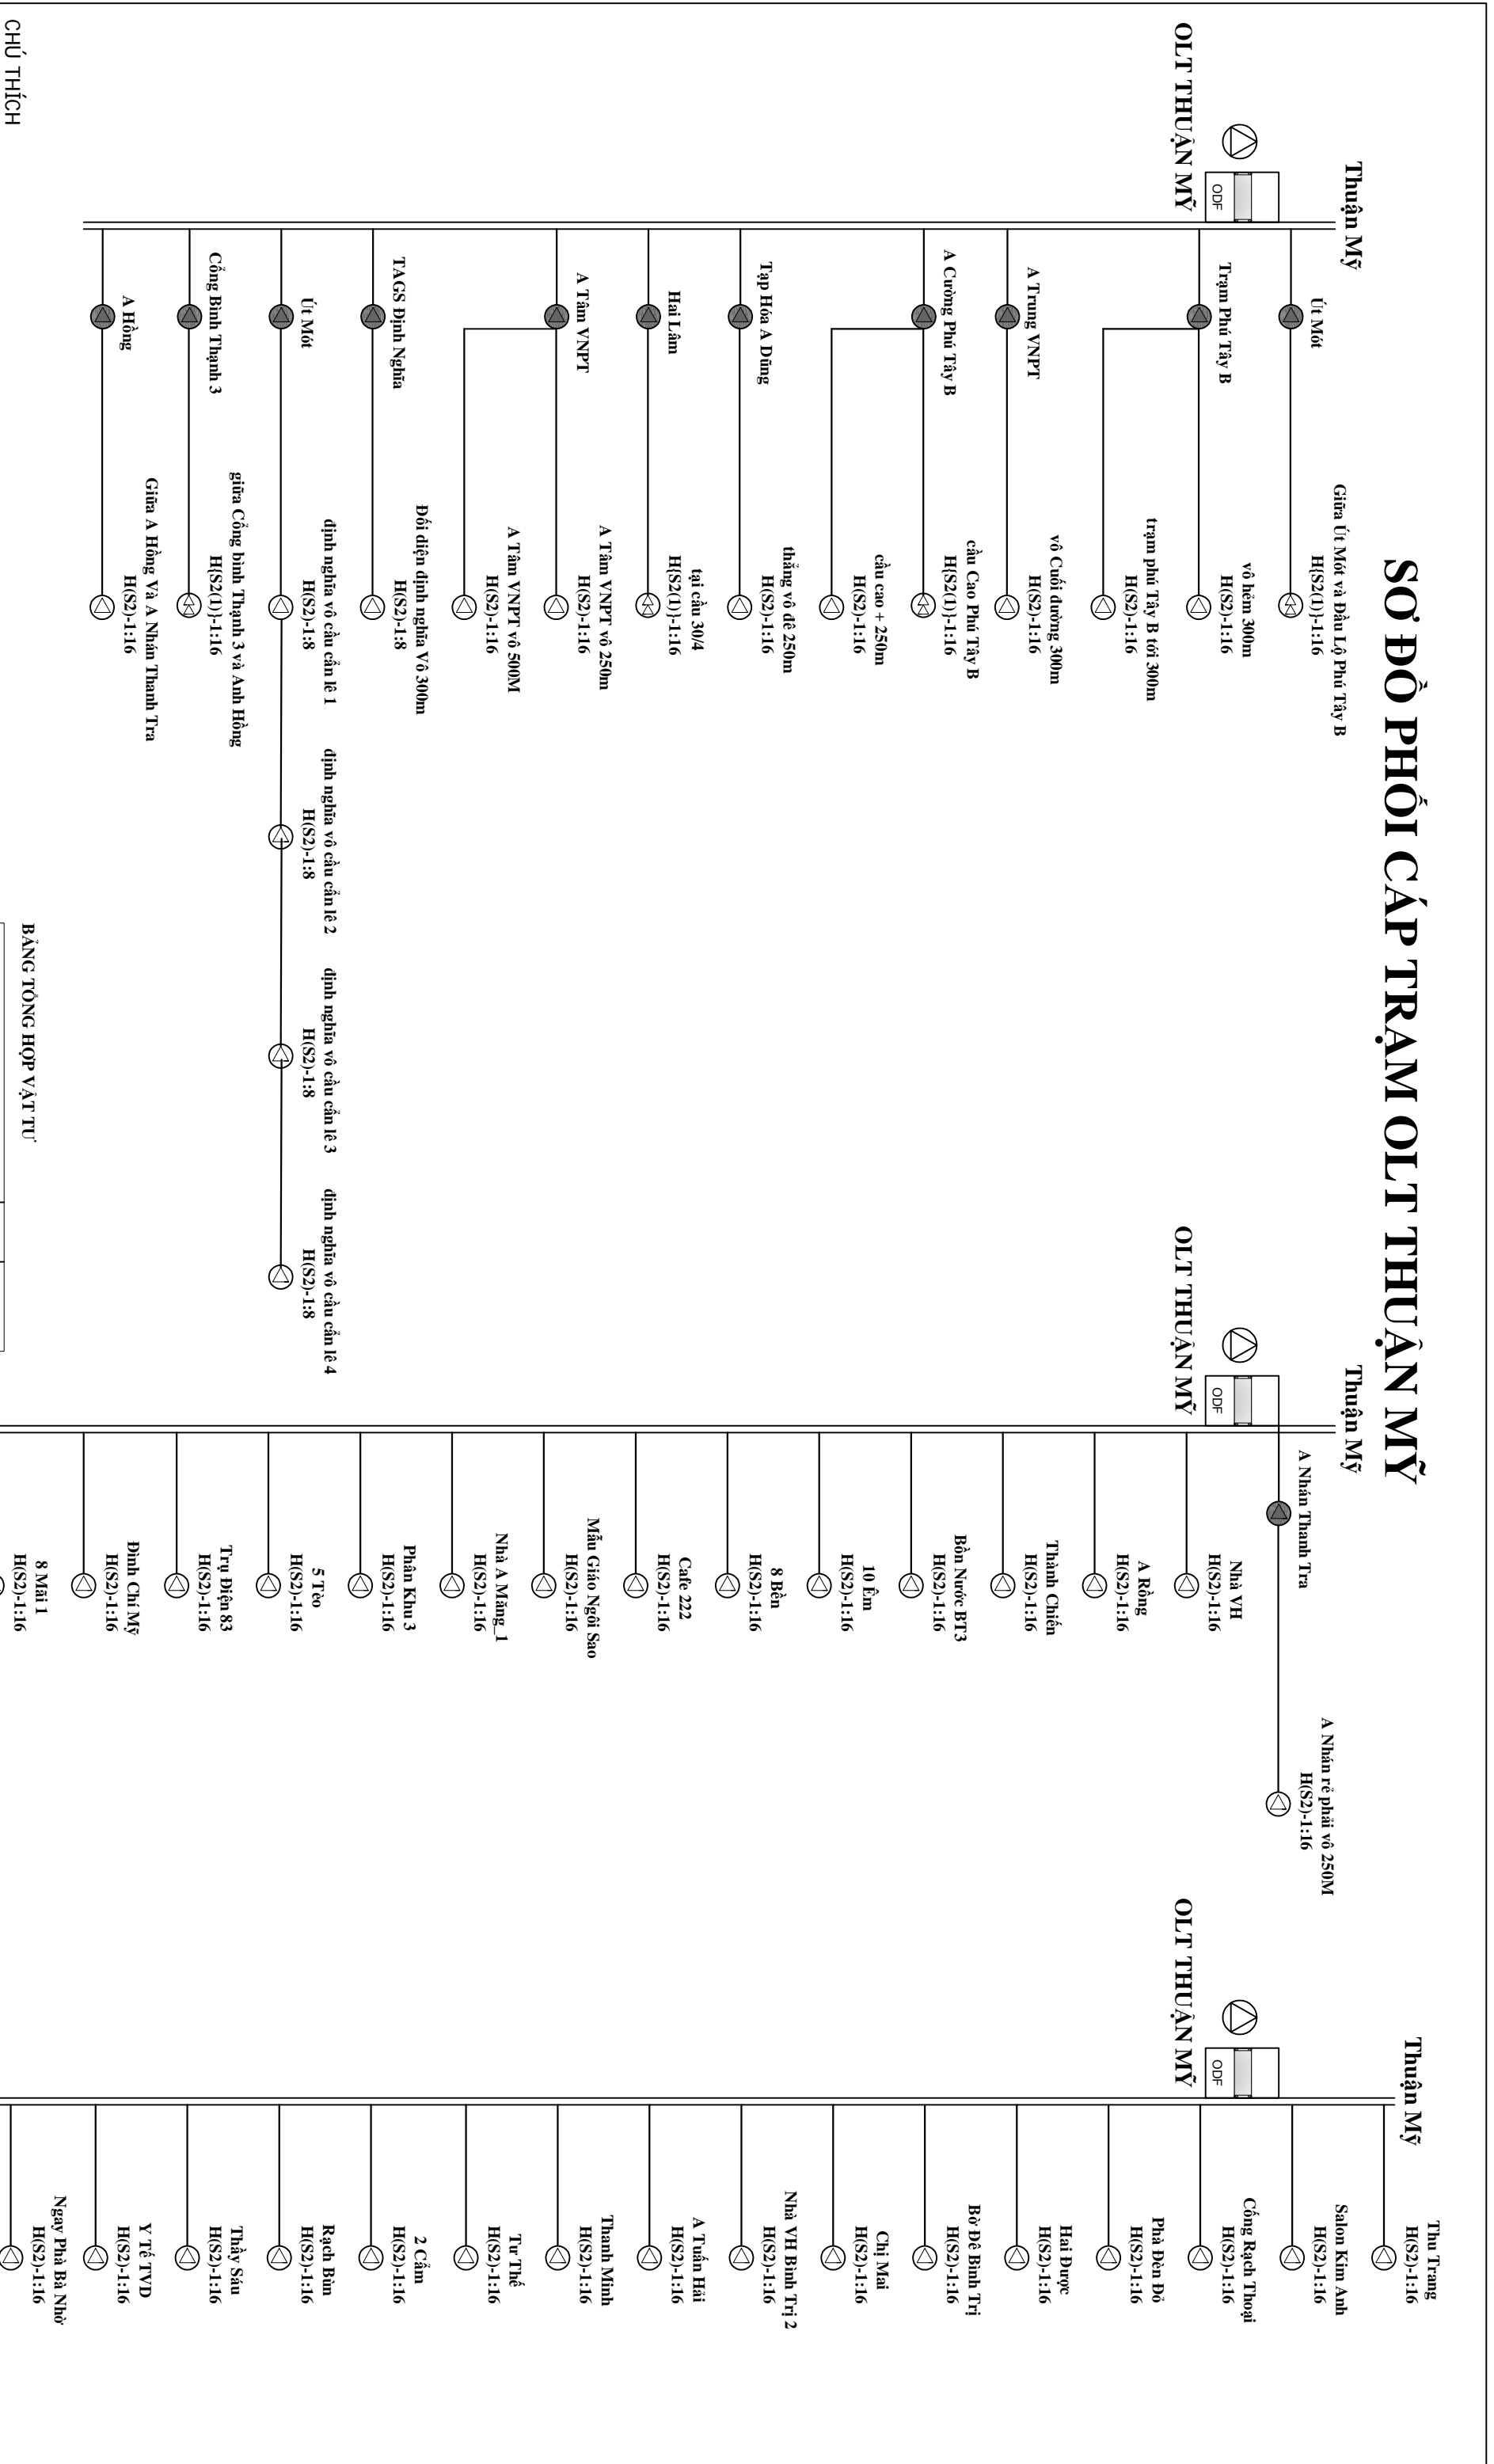 SƠ ĐỒ PHỐI CÁP TRẠM OLT THUẬN MỸ
Thuận Mỹ
OLT THUẬN MỸ
ODF
Út Mót
Giữa Út Mót và Đầu Lộ Phú Tây B
H{S2(1)}-1:16
Trạm Phú Tây B
vô hẻm 300m
H(S2)-1:16
trạm phú Tây B tới 300m
H(S2)-1:16
A Trung VNPT
vô Cuối đường 300m
H(S2)-1:16
A Cường Phú Tây B
cầu Cao Phú Tây B
H{S2(1)}-1:16
cầu cao + 250m
H(S2)-1:16
Tạp Hóa A Dũng
thẳng vô đê 250m
H(S2)-1:16
Hai Lâm
tại cầu 30/4
H{S2(1)}-1:16
A Tâm VNPT
A Tâm VNPT vô 250m
H(S2)-1:16
A Tâm VNPT vô 500M
H(S2)-1:16
TAGS Định Nghĩa
Đối diện định nghĩa Vô 300m
H(S2)-1:8
Út Mót
định nghĩa vô cầu cẩn lê 1
H(S2)-1:8
định nghĩa vô cầu cẩn lê 2
H(S2)-1:8
định nghĩa vô cầu cẩn lê 3
H(S2)-1:8
định nghĩa vô cầu cẩn lê 4
H(S2)-1:8
Cổng Bình Thạnh 3
giữa Cổng bình Thạnh 3 và Anh Hồng
H{S2(1)}-1:16
A Hồng
Giữa A Hồng Và A Nhán Thanh Tra
H(S2)-1:16
CHÚ THÍCH
BẢNG TỔNG HỢP VẬT TƯ
Thuận Mỹ
OLT THUẬN MỸ
ODF
A Nhán Thanh Tra
A Nhán rẽ phải vô 250M
H(S2)-1:16
Nhà VH
H(S2)-1:16
A Rồng
H(S2)-1:16
Thành Chiến
H(S2)-1:16
Bồn Nước BT3
H(S2)-1:16
10 Êm
H(S2)-1:16
8 Bền
H(S2)-1:16
Cafe 222
H(S2)-1:16
Mẫu Giáo Ngôi Sao
H(S2)-1:16
Nhà A Măng_1
H(S2)-1:16
Phân Khu 3
H(S2)-1:16
5 Tèo
H(S2)-1:16
Trụ Điện 83
H(S2)-1:16
Đình Chí Mỹ
H(S2)-1:16
8 Mãi 1
H(S2)-1:16
Thuận Mỹ
OLT THUẬN MỸ
ODF
Thu Trang
H(S2)-1:16
Salon Kim Anh
H(S2)-1:16
Cống Rạch Thoại
H(S2)-1:16
Phà Đèn Đỏ
H(S2)-1:16
Hai Được
H(S2)-1:16
Bờ Đê Bình Trị
H(S2)-1:16
Chị Mai
H(S2)-1:16
Nhà VH Bình Trị 2
H(S2)-1:16
A Tuấn Hải
H(S2)-1:16
Thanh Minh
H(S2)-1:16
Tư Thế
H(S2)-1:16
2 Cẩm
H(S2)-1:16
Rạch Bùn
H(S2)-1:16
Thầy Sáu
H(S2)-1:16
Y Tế TVD
H(S2)-1:16
Ngay Phà Bà Nhờ
H(S2)-1:16